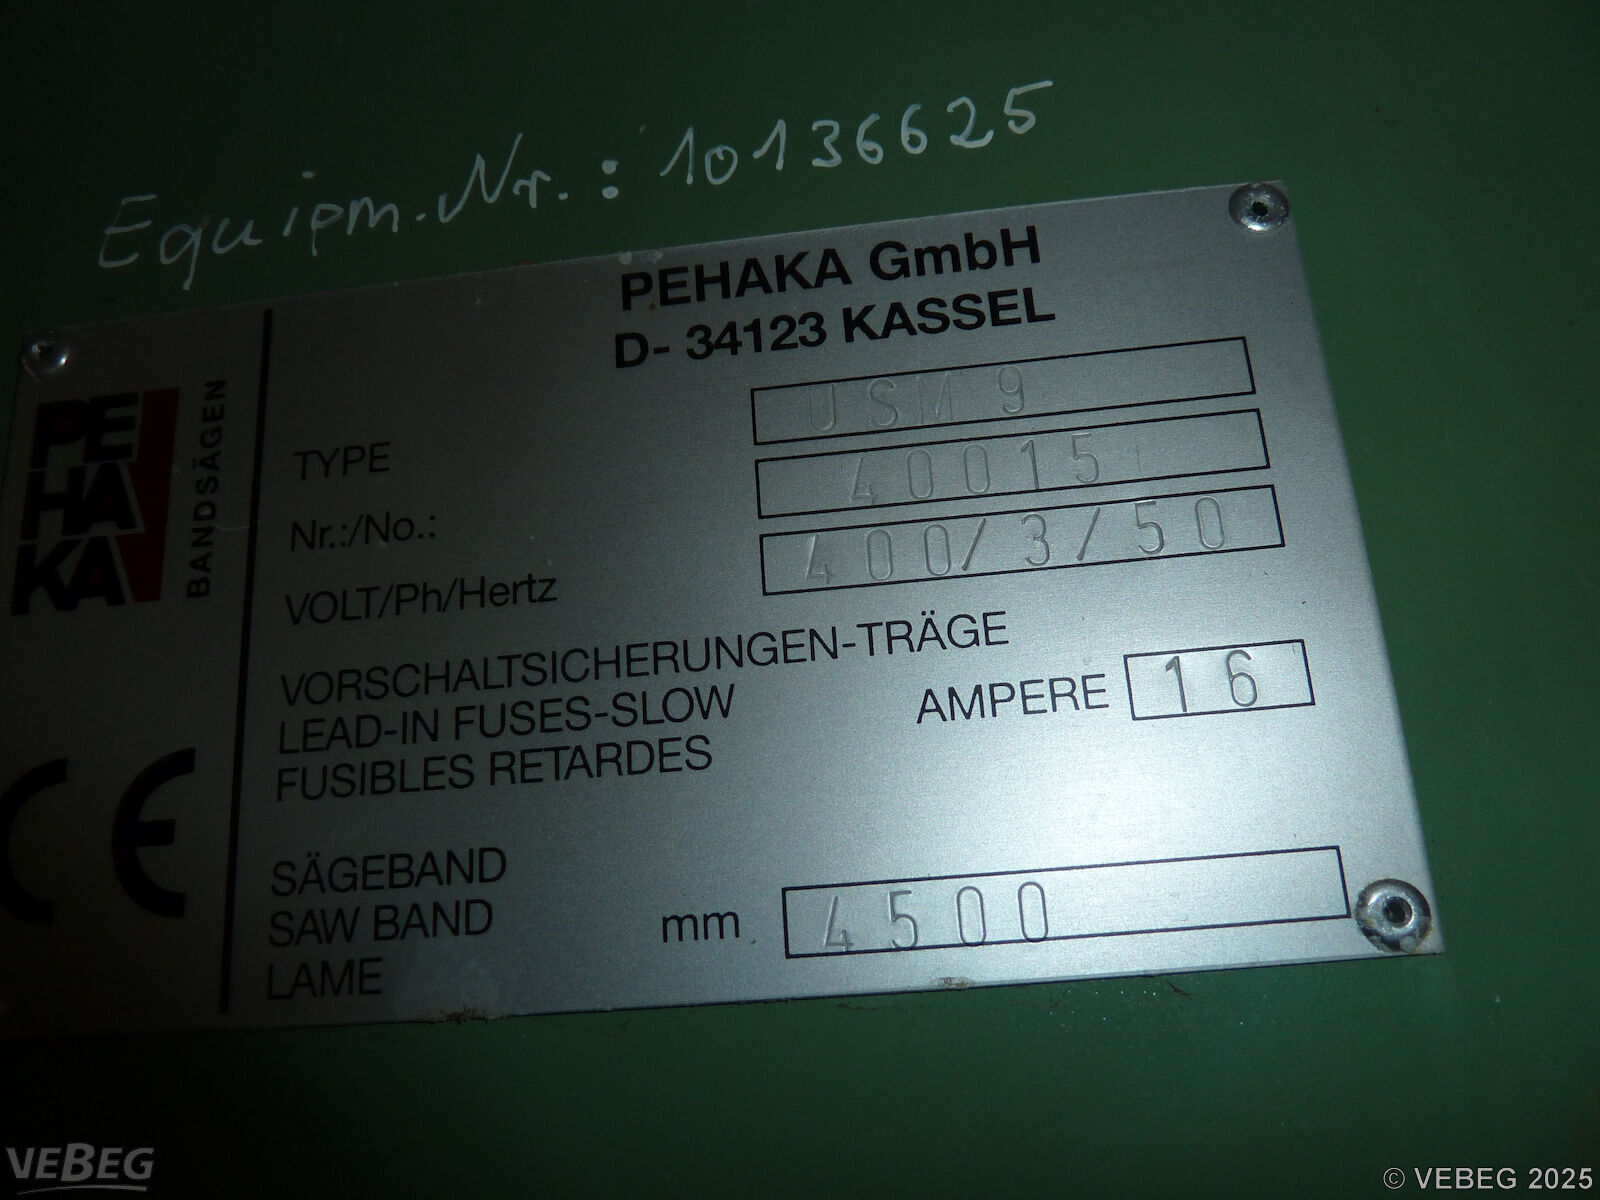 Equipm.Nr.: 10136625
PEHAKA GmbH
D- 34123 KASSEL
PE
HA
KA
BANDSÄGEN
TYPE USM 9
Nr.:/No.: 40015
VOLT/Ph/Hertz 400/3/50
VORSCHALTSICHERUNGEN-TRÄGE
LEAD-IN FUSES-SLOW AMPERE 16
FUSIBLES RETARDES
CE
SÄGEBAND
SAW BAND mm 4500
LAME
VEBEG
© VEBEG 2025